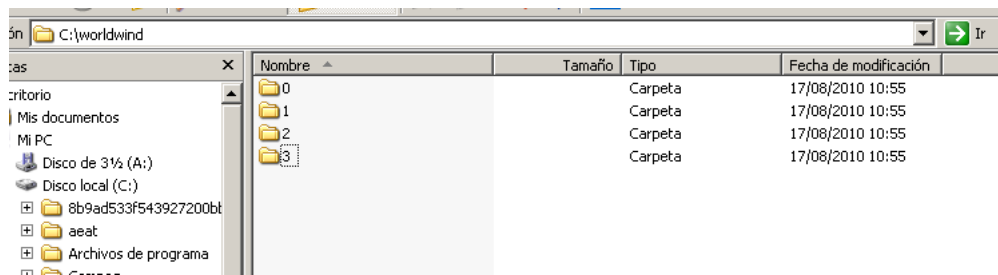 ón C:\worldwind Ir
tas
Nombre Tamaño Tipo Fecha de modificación
critorio
Mis documentos
Mi PC
Disco de 3½ (A:)
Disco local (C:)
8b9ad533f543927200bb
aeat
Archivos de programa
0 Carpeta 17/08/2010 10:55
1 Carpeta 17/08/2010 10:55
2 Carpeta 17/08/2010 10:55
3 Carpeta 17/08/2010 10:55